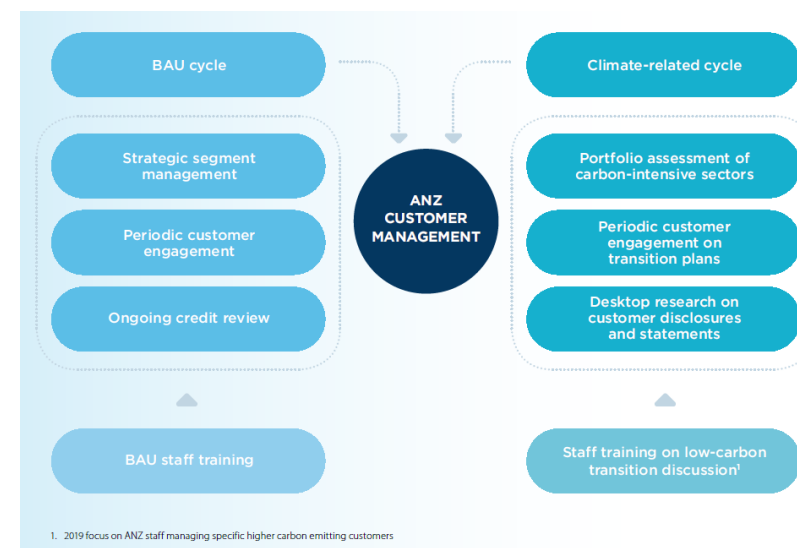 BAU cycle
Climate-related cycle
Strategic segment
management
Periodic customer
engagement
Ongoing credit review
ANZ
CUSTOMER
MANAGEMENT
Portfolio assessment of
carbon-intensive sectors
Periodic customer
engagement on
transition plans
Desktop research on
customer disclosures
and statements
BAU staff training
Staff training on low-carbon
transition discussion¹
1. 2019 focus on ANZ staff managing specific higher carbon emitting customers